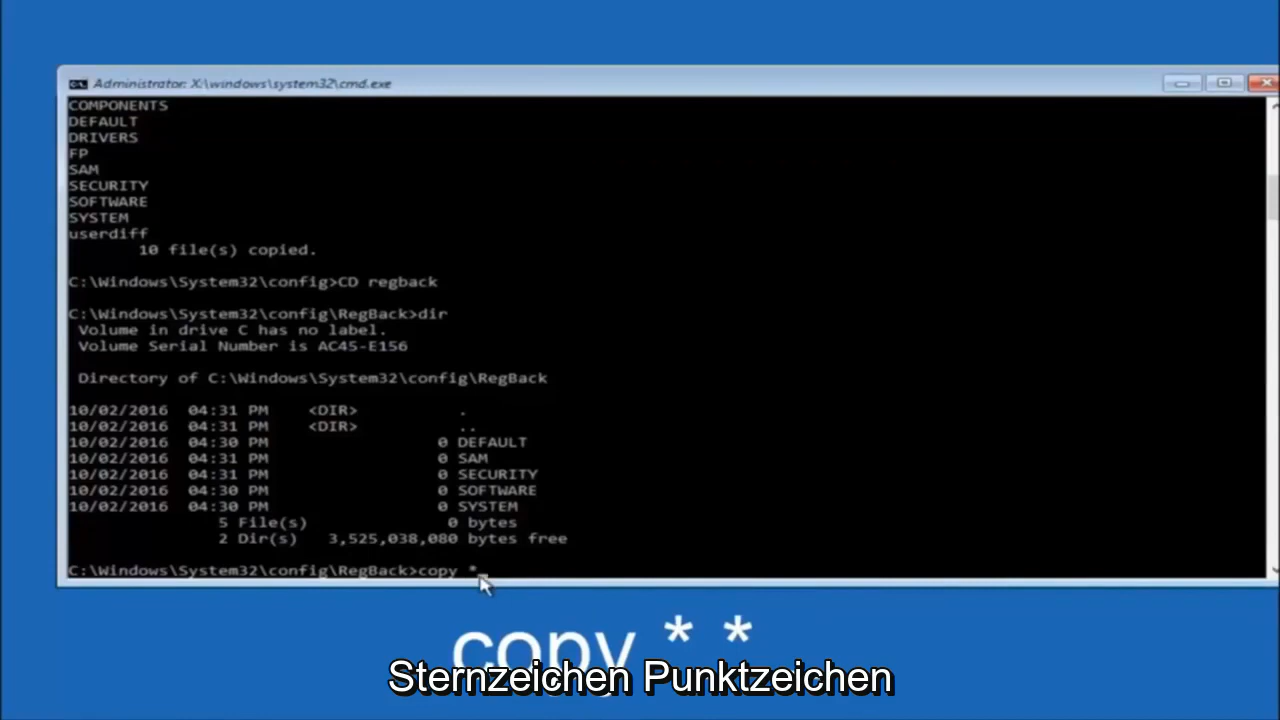 Administrator: X:\windows\system32\cmd.exe
COMPONENTS
DEFAULT
DRIVERS
FP
SAM
SECURITY
SOFTWARE
SYSTEM
userdiff
10 file(s) copied.
C:\Windows\System32\config>CD regback
C:\Windows\System32\config\RegBack>dir
Volume in drive C has no label.
Volume Serial Number is AC45-E156
Directory of C:\Windows\System32\config\RegBack
10/02/2016 04:31 PM <DIR> .
10/02/2016 04:31 PM <DIR> ..
10/02/2016 04:30 PM 0 DEFAULT
10/02/2016 04:31 PM 0 SAM
10/02/2016 04:31 PM 0 SECURITY
10/02/2016 04:30 PM 0 SOFTWARE
10/02/2016 04:30 PM 0 SYSTEM
5 File(s) 0 bytes
2 Dir(s) 3,525,038,080 bytes free
C:\Windows\System32\config\RegBack>copy *_
copy * *
Sternzeichen Punktzeichen